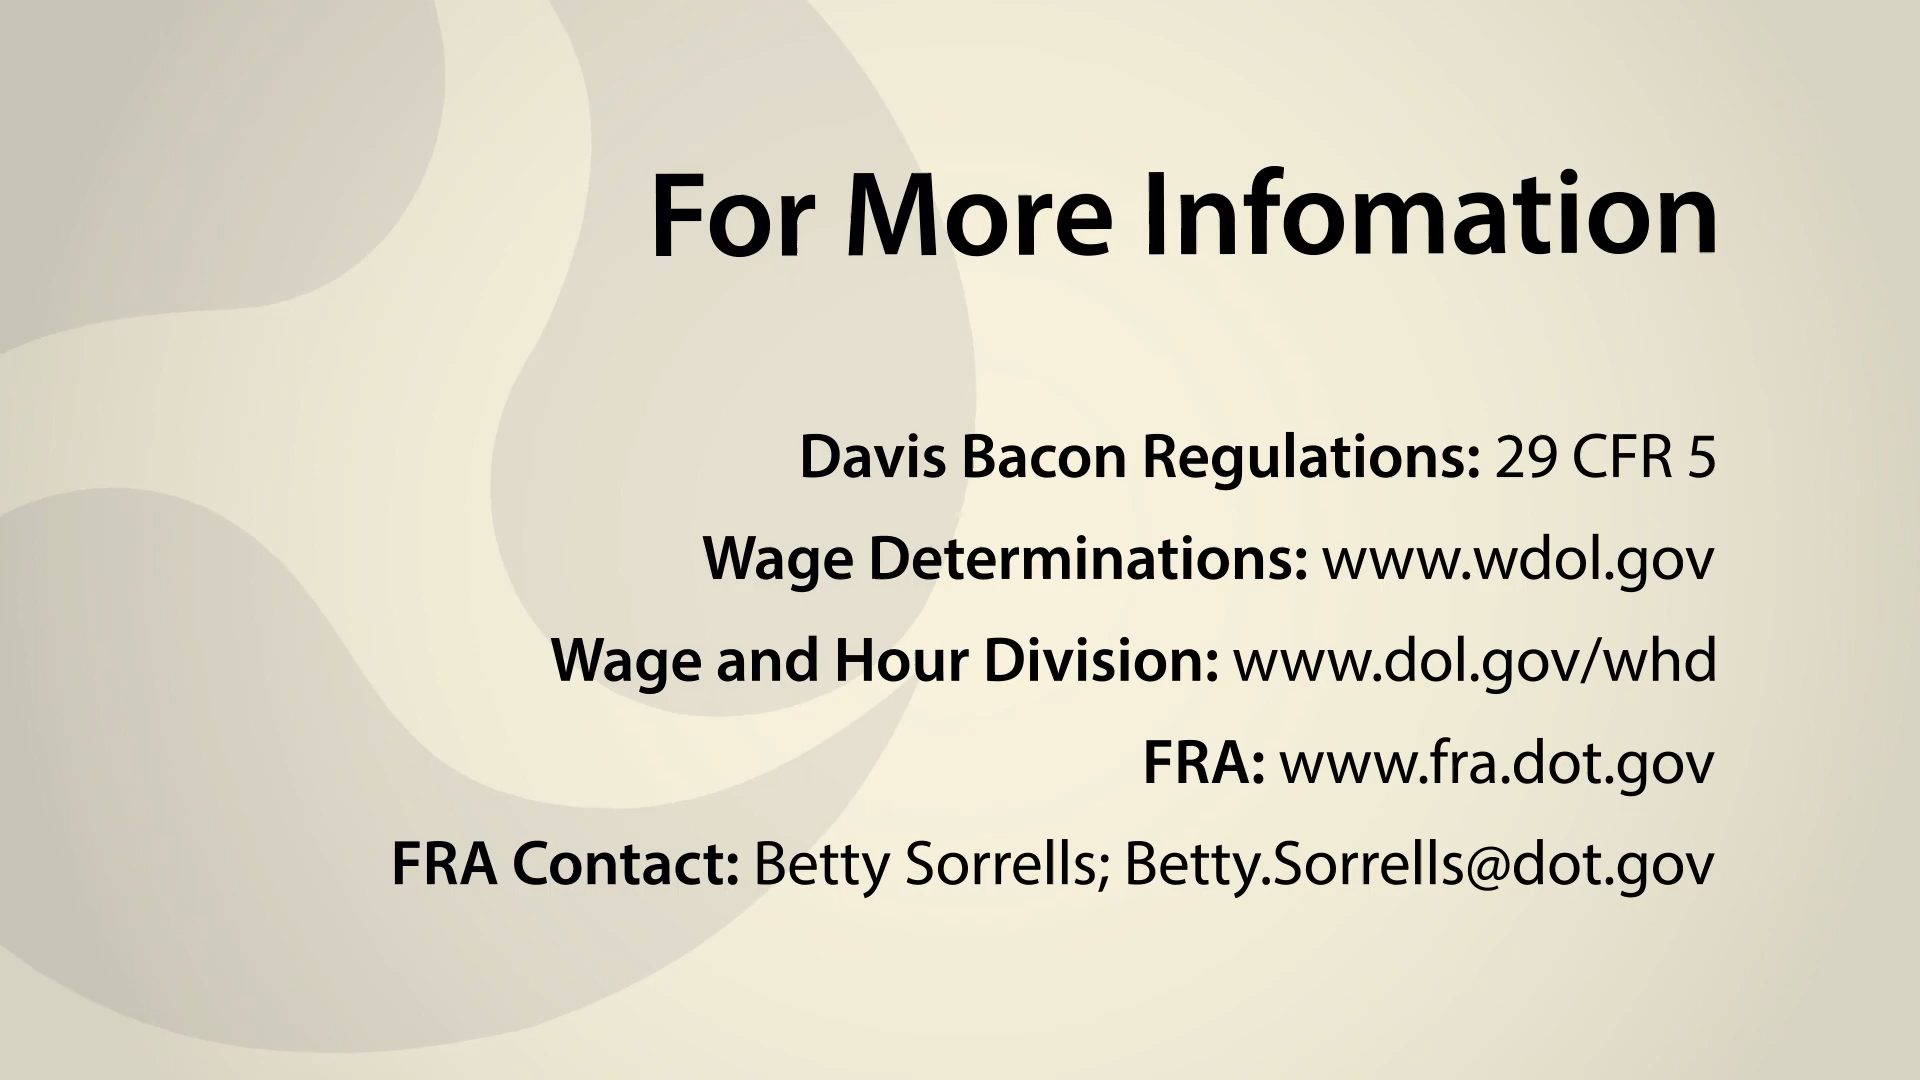 For More Infomation
Davis Bacon Regulations: 29 CFR 5
Wage Determinations: www.wdol.gov
Wage and Hour Division: www.dol.gov/whd
FRA: www.fra.dot.gov
FRA Contact: Betty Sorrells; Betty.Sorrells@dot.gov